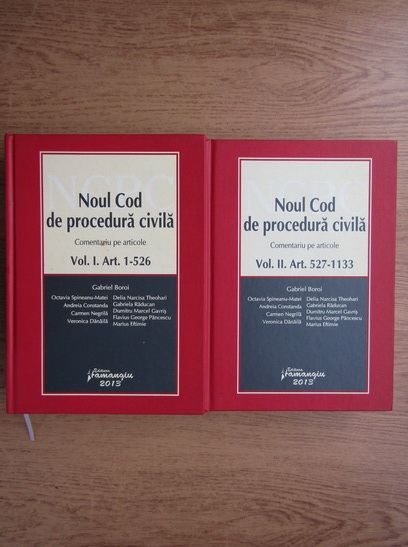 NCPC
Noul Cod
de procedură civilă
Comentariu pe articole
Vol. I. Art. 1-526
Gabriel Boroi
Octavia Spineanu-Matei
Andreia Constanda
Carmen Negrilă
Veronica Dănăilă
Delia Narcisa Theohari
Gabriela Răducan
Dumitru Marcel Gavriș
Flavius George Păncescu
Marius Eftimie
Editura
Hamangiu
2013
NCPC
Noul Cod
de procedură civilă
Comentariu pe articole
Vol. II. Art. 527-1133
Gabriel Boroi
Octavia Spineanu-Matei
Andreia Constanda
Carmen Negrilă
Veronica Dănăilă
Delia Narcisa Theohari
Gabriela Răducan
Dumitru Marcel Gavriș
Flavius George Păncescu
Marius Eftimie
Editura
Hamangiu
2013